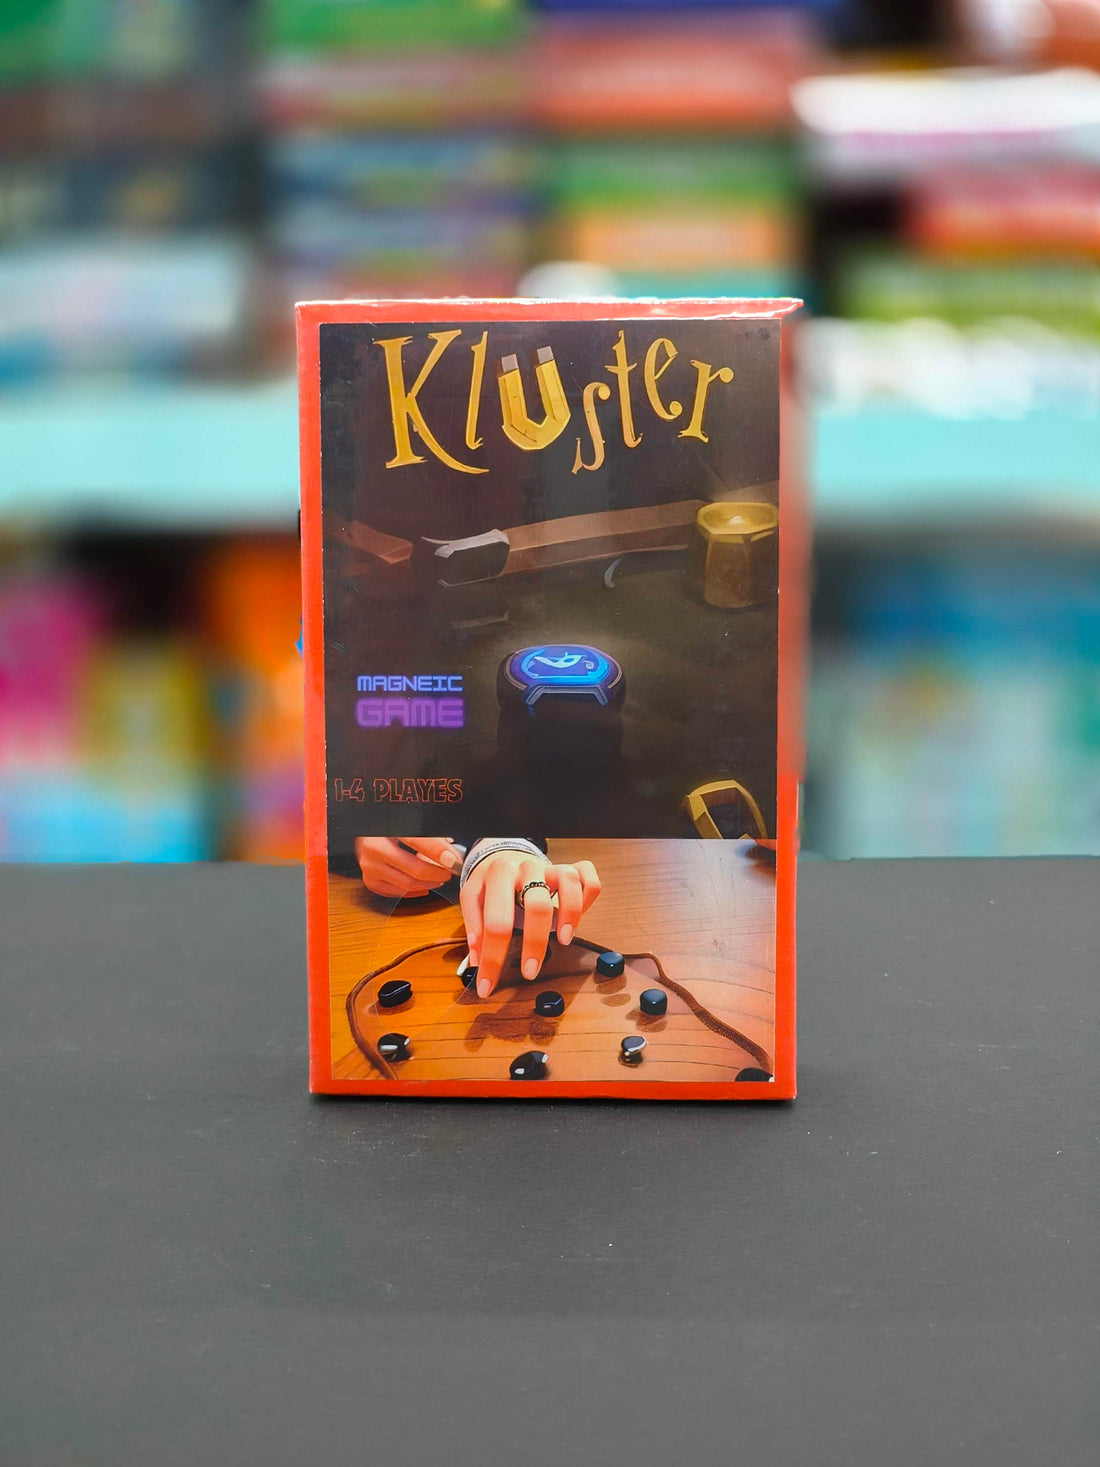 Kluster
MAGNEIC
GAME
1-4 PLAYES